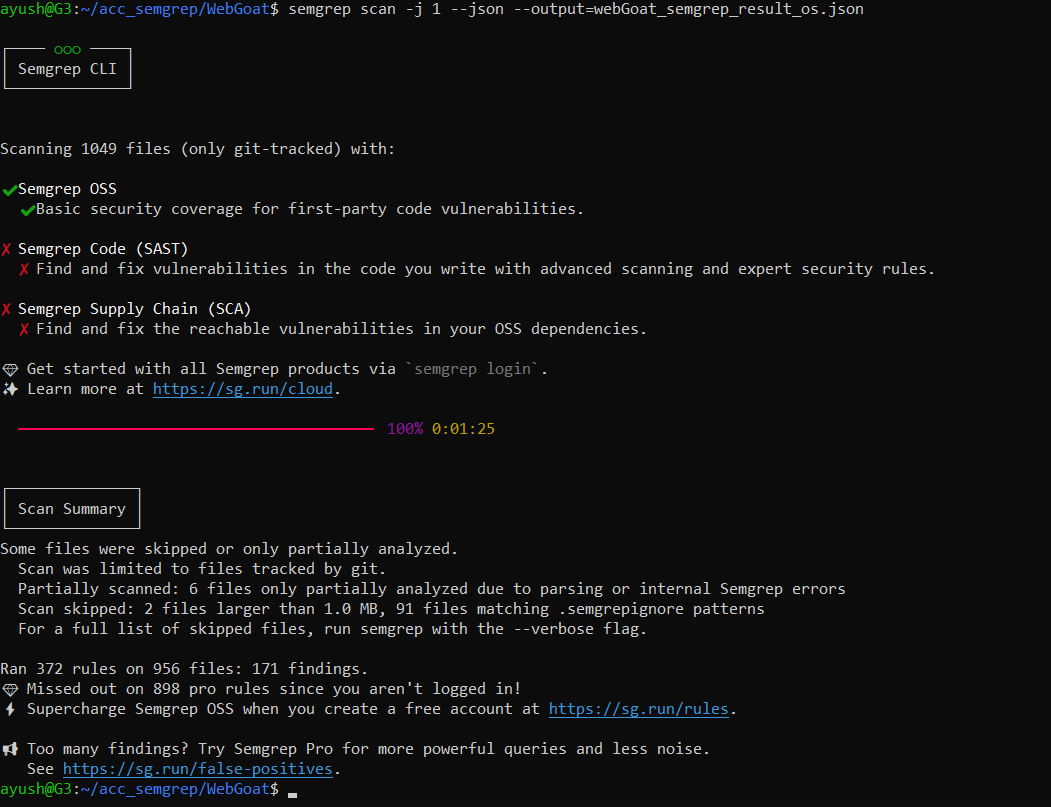 ayush@G3:~/acc_semgrep/WebGoat$ semgrep scan -j 1 --json --output=webGoat_semgrep_result_os.json
ooo
Semgrep CLI
Scanning 1049 files (only git-tracked) with:
✔Semgrep OSS
✔Basic security coverage for first-party code vulnerabilities.
✘ Semgrep Code (SAST)
✘ Find and fix vulnerabilities in the code you write with advanced scanning and expert security rules.
✘ Semgrep Supply Chain (SCA)
✘ Find and fix the reachable vulnerabilities in your OSS dependencies.
💎 Get started with all Semgrep products via `semgrep login`.
✨ Learn more at https://sg.run/cloud.
100% 0:01:25
Scan Summary
Some files were skipped or only partially analyzed.
Scan was limited to files tracked by git.
Partially scanned: 6 files only partially analyzed due to parsing or internal Semgrep errors
Scan skipped: 2 files larger than 1.0 MB, 91 files matching .semgrepignore patterns
For a full list of skipped files, run semgrep with the --verbose flag.
Ran 372 rules on 956 files: 171 findings.
💎 Missed out on 898 pro rules since you aren't logged in!
⚡ Supercharge Semgrep OSS when you create a free account at https://sg.run/rules.
📢 Too many findings? Try Semgrep Pro for more powerful queries and less noise.
See https://sg.run/false-positives.
ayush@G3:~/acc_semgrep/WebGoat$